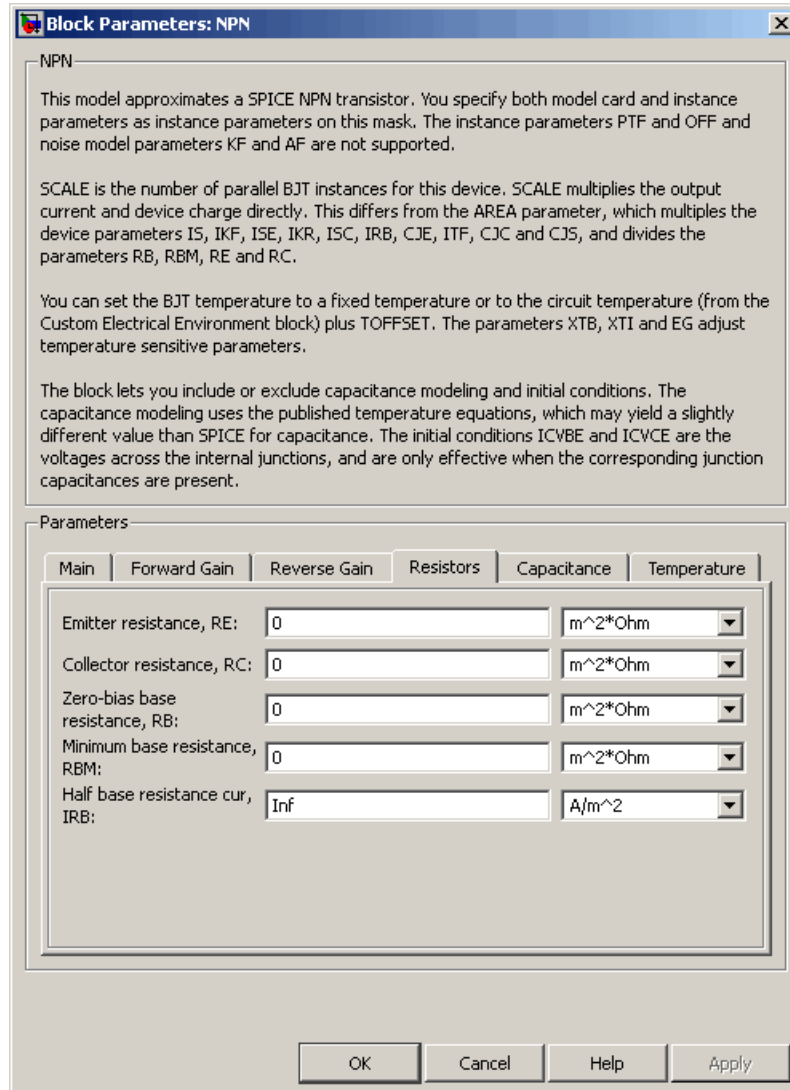 Block Parameters: NPN
NPN
This model approximates a SPICE NPN transistor. You specify both model card and instance
parameters as instance parameters on this mask. The instance parameters PTF and OFF and
noise model parameters KF and AF are not supported.
SCALE is the number of parallel BJT instances for this device. SCALE multiplies the output
current and device charge directly. This differs from the AREA parameter, which multiples the
device parameters IS, IKF, ISE, IKR, ISC, IRB, CJE, ITF, CJC and CJS, and divides the
parameters RB, RBM, RE and RC.
You can set the BJT temperature to a fixed temperature or to the circuit temperature (from the
Custom Electrical Environment block) plus TOFFSET. The parameters XTB, XTI and EG adjust
temperature sensitive parameters.
The block lets you include or exclude capacitance modeling and initial conditions. The
capacitance modeling uses the published temperature equations, which may yield a slightly
different value than SPICE for capacitance. The initial conditions ICVBE and ICVCE are the
voltages across the internal junctions, and are only effective when the corresponding junction
capacitances are present.
Parameters
Main Forward Gain Reverse Gain Resistors Capacitance Temperature
Emitter resistance, RE: 0 m^2*Ohm
Collector resistance, RC: 0 m^2*Ohm
Zero-bias base
resistance, RB: 0 m^2*Ohm
Minimum base resistance,
RBM: 0 m^2*Ohm
Half base resistance cur,
IRB: Inf A/m^2
OK Cancel Help Apply